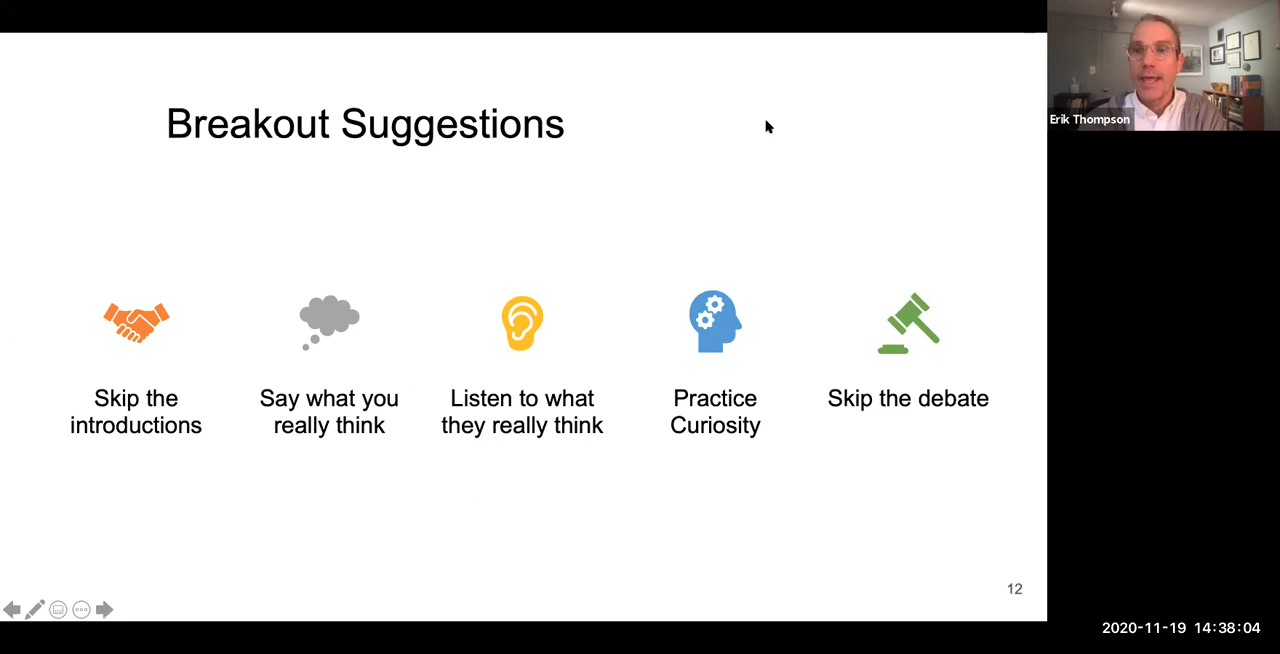 Breakout Suggestions
Erik Thompson
Skip the
introductions
Say what you
really think
Listen to what
they really think
Practice
Curiosity
Skip the debate
12
2020-11-19 14:38:04